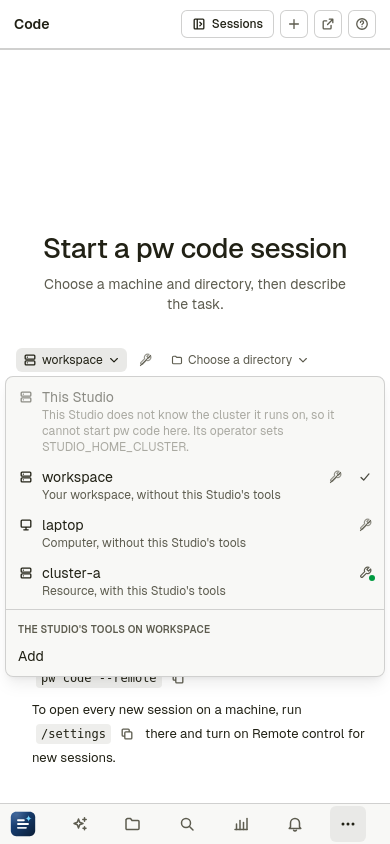 Code
Sessions
Start a pw code session
Choose a machine and directory, then describe
the task.
workspace
Choose a directory
This Studio
This Studio does not know the cluster it runs on, so it
cannot start pw code here. Its operator sets
STUDIO_HOME_CLUSTER.
workspace
Your workspace, without this Studio's tools
laptop
Computer, without this Studio's tools
cluster-a
Resource, with this Studio's tools
THE STUDIO'S TOOLS ON WORKSPACE
Add
pw code --remote
To open every new session on a machine, run
/settings there and turn on Remote control for
new sessions.